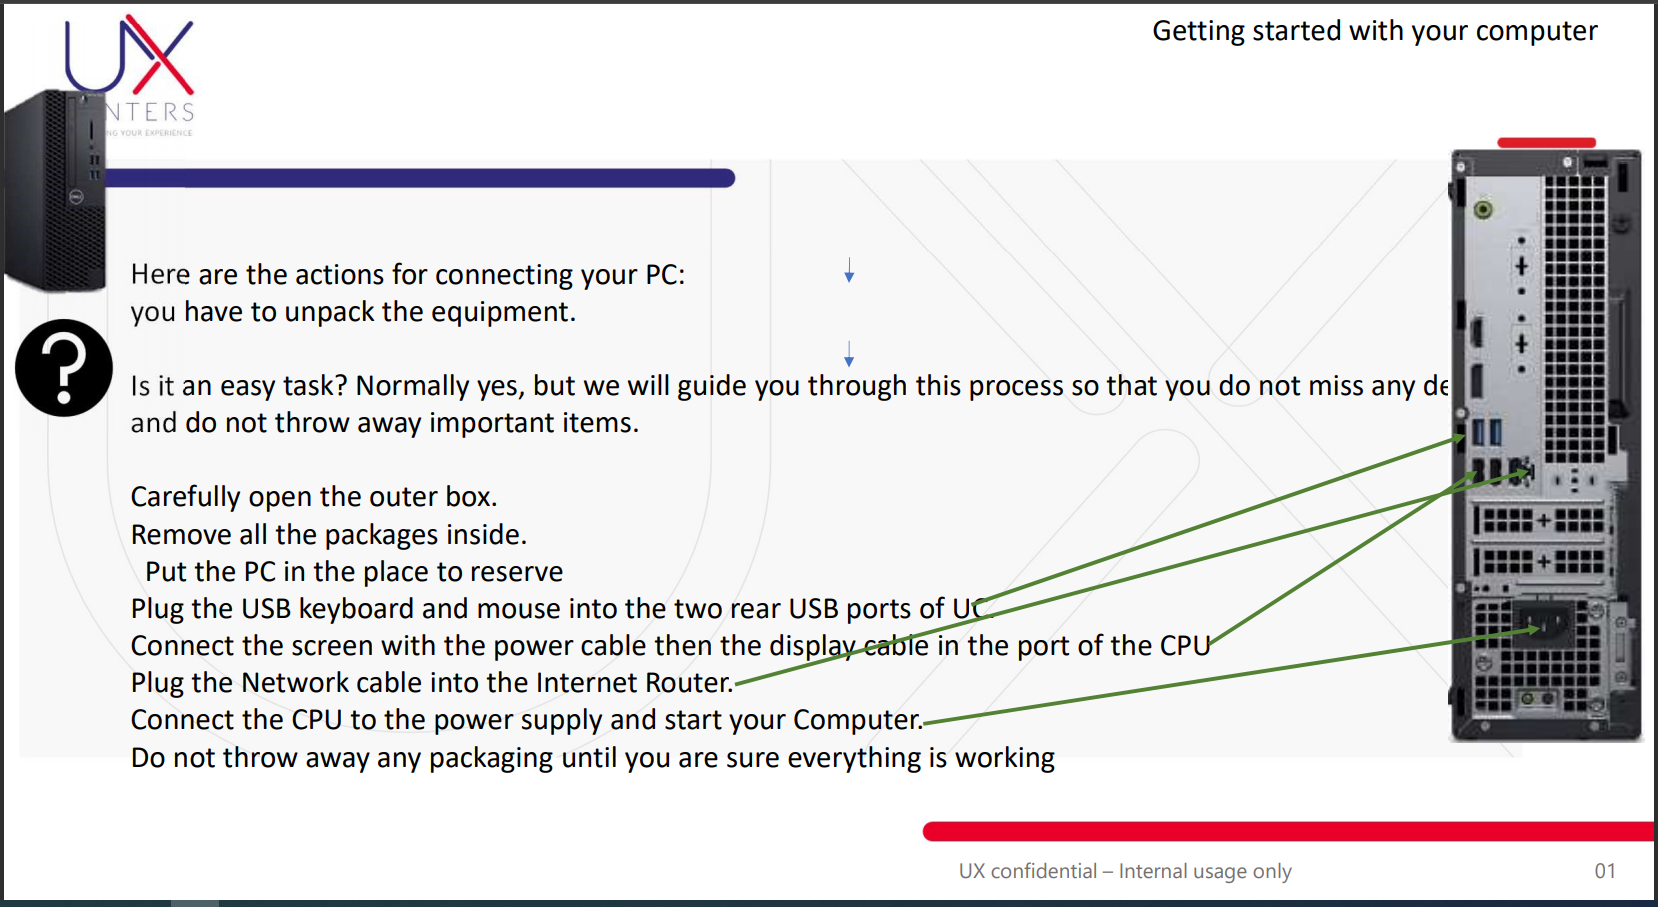 Getting started with your computer
UX
NTERS
NG YOUR EXPERIENCE
Here are the actions for connecting your PC:
you have to unpack the equipment.
Is it an easy task? Normally yes, but we will guide you through this process so that you do not miss any de
and do not throw away important items.
Carefully open the outer box.
Remove all the packages inside.
Put the PC in the place to reserve
Plug the USB keyboard and mouse into the two rear USB ports of UC
Connect the screen with the power cable then the display cable in the port of the CPU
Plug the Network cable into the Internet Router.
Connect the CPU to the power supply and start your Computer.
Do not throw away any packaging until you are sure everything is working
UX confidential – Internal usage only
01